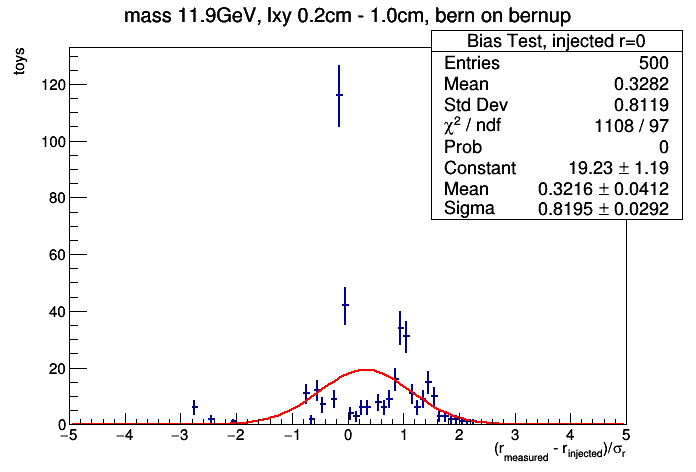 mass 11.9GeV, lxy 0.2cm - 1.0cm, bern on bernup
Bias Test, injected r=0
Entries 500
Mean 0.3282
Std Dev 0.8119
χ² / ndf 1108 / 97
Prob 0
Constant 19.23 ± 1.19
Mean 0.3216 ± 0.0412
Sigma 0.8195 ± 0.0292
toys
120
100
80
60
40
20
0
−5 −4 −3 −2 −1 0 1 2 3 4 5
(r_measured - r_injected)/σ_r